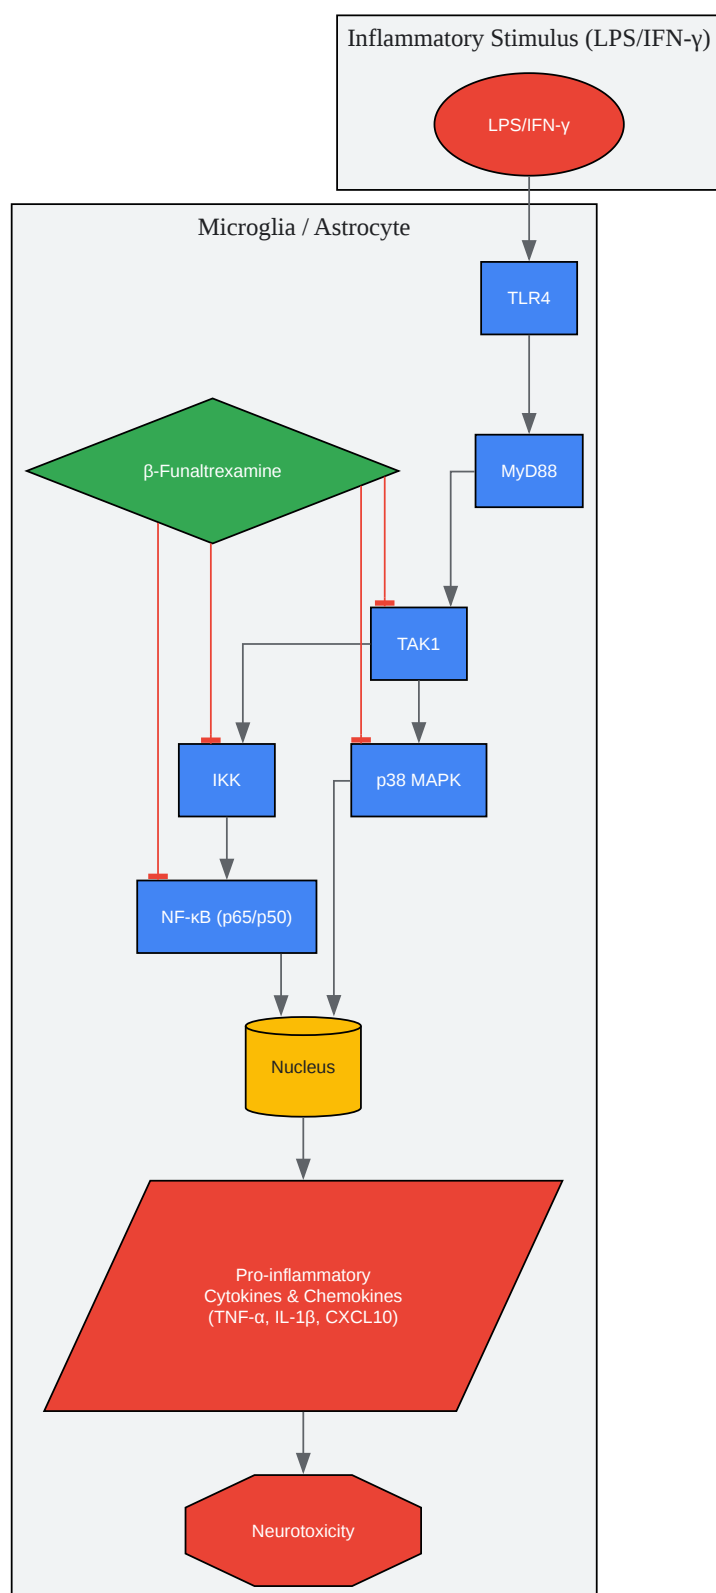 Inflammatory Stimulus (LPS/IFN-γ)
LPS/IFN-γ
Microglia / Astrocyte
TLR4
β-Funaltrexamine
MyD88
TAK1
IKK
p38 MAPK
NF-κB (p65/p50)
Nucleus
Pro-inflammatory
Cytokines & Chemokines
(TNF-α, IL-1β, CXCL10)
Neurotoxicity